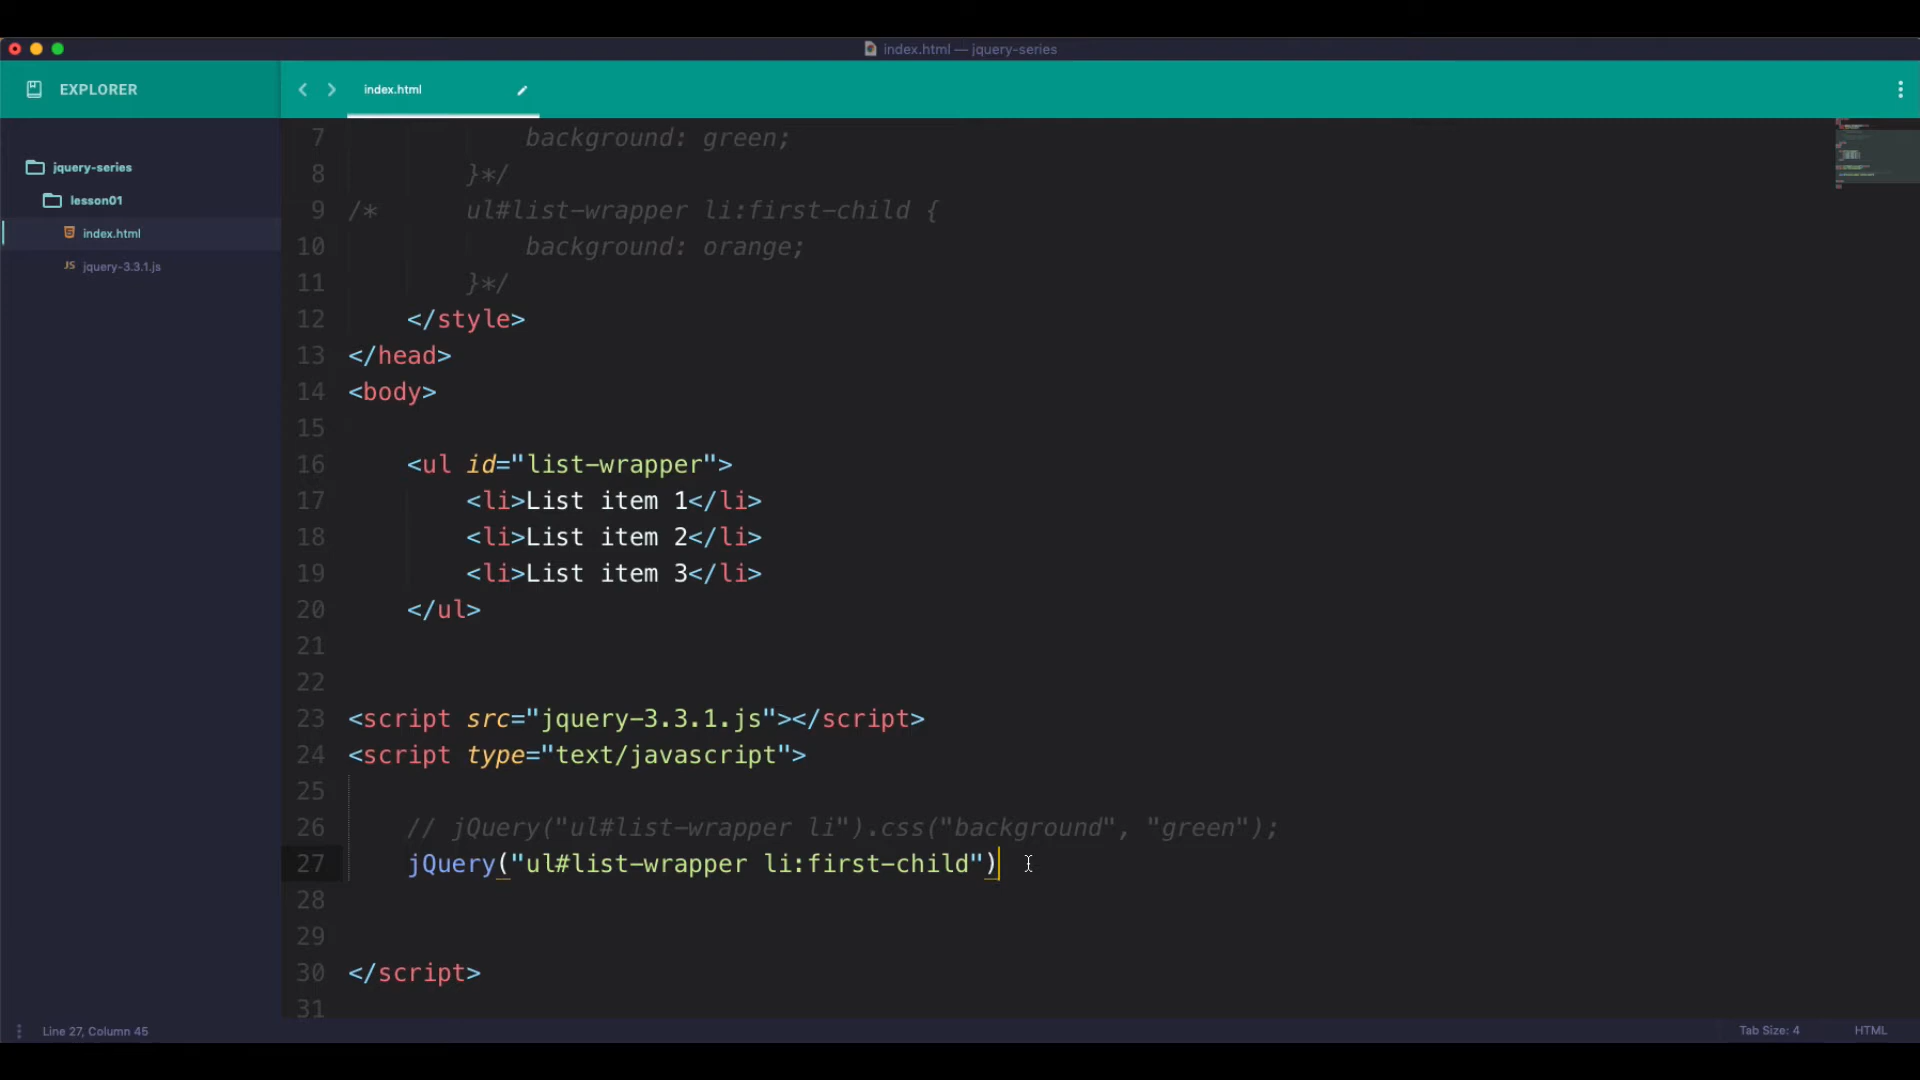 index.html — jquery-series
EXPLORER
index.html
jquery-series
lesson01
index.html
JS jquery-3.3.1.js
7 background: green;
8 }*/
9 /* ul#list-wrapper li:first-child {
10 background: orange;
11 }*/
12 </style>
13 </head>
14 <body>
15
16 <ul id="list-wrapper">
17 <li>List item 1</li>
18 <li>List item 2</li>
19 <li>List item 3</li>
20 </ul>
21
22
23 <script src="jquery-3.3.1.js"></script>
24 <script type="text/javascript">
25
26 // jQuery("ul#list-wrapper li").css("background", "green");
27 jQuery("ul#list-wrapper li:first-child")
28
29
30 </script>
31
Line 27, Column 45
Tab Size: 4
HTML